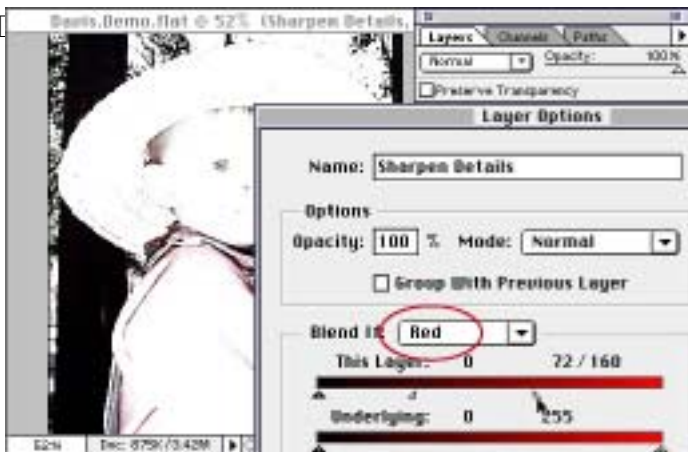 Davis.Demo.flat @ 52% (Sharpen Details,
Layers Channels Paths
Normal Opacity: 100%
Preserve Transparency
Layer Options
Name: Sharpen Details
Options
Opacity: 100 % Mode: Normal
Group With Previous Layer
Blend If: Red
This Layer: 0 72 / 160
Underlying: 0 255
52% Doc: 875K/3.42M